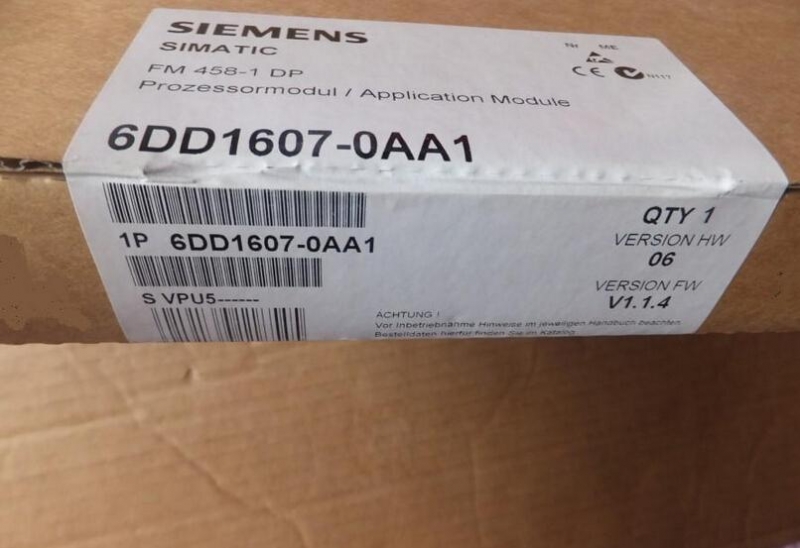 SIEMENS
SIMATIC
FM 458-1 DP
Prozessormodul / Application Module
6DD1607-0AA1
CE N117
1P 6DD1607-0AA1
S VPU5------
QTY 1
VERSION HW
06
VERSION FW
V1.1.4
ACHTUNG !
Vor Inbetriebnahme Hinweise im jeweiligen Handbuch beachten.
Bestelldaten hierfür finden Sie im Katalog